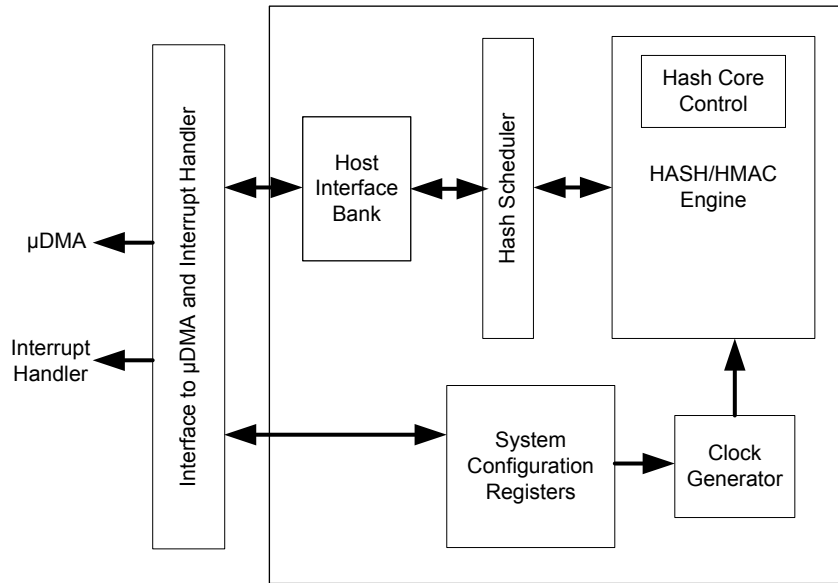 Interface to µDMA and Interrupt Handler
µDMA
Interrupt
Handler
Host
Interface
Bank
Hash Scheduler
Hash Core
Control
HASH/HMAC
Engine
System
Configuration
Registers
Clock
Generator